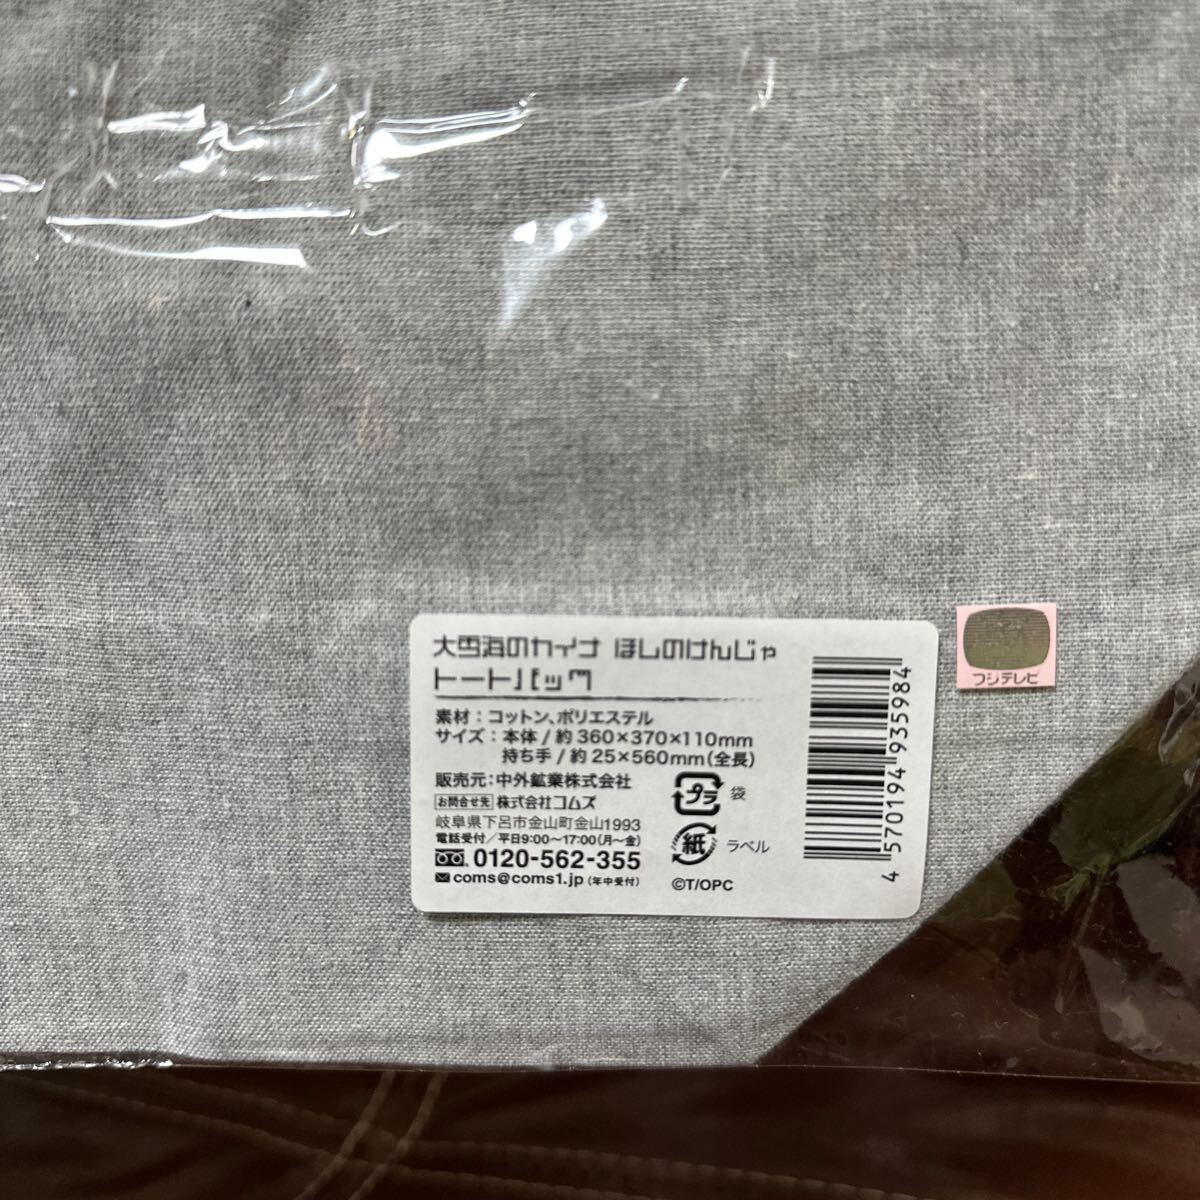 大雪海のカイナ ほしのけんじゃ
トートバッグ
素材：コットン、ポリエステル
サイズ：本体/約360×370×110mm
持ち手/約25×560mm(全長)
販売元：中外鉱業株式会社
お問合せ先 株式会社コムズ
岐阜県下呂市金山町金山1993
電話受付／平日9:00〜17:00(月〜金)
0120-562-355
coms@coms1.jp(年中受付)
プラ 袋
紙 ラベル
©T/OPC
4 570194 935984
フジテレビ